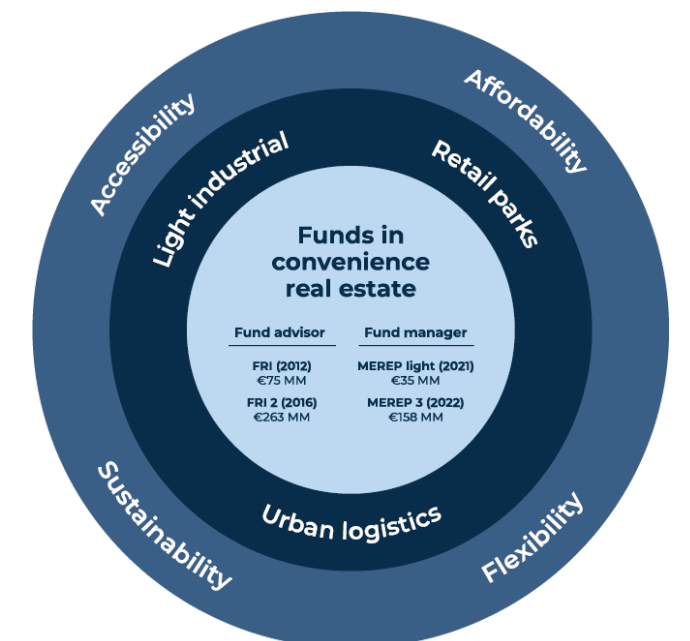 Accessibility
Affordability
Light industrial
Retail parks
Funds in
convenience
real estate
Fund advisor
Fund manager
FRI (2012)
€75 MM
MEREP light (2021)
€35 MM
FRI 2 (2016)
€263 MM
MEREP 3 (2022)
€158 MM
Urban logistics
Sustainability
Flexibility